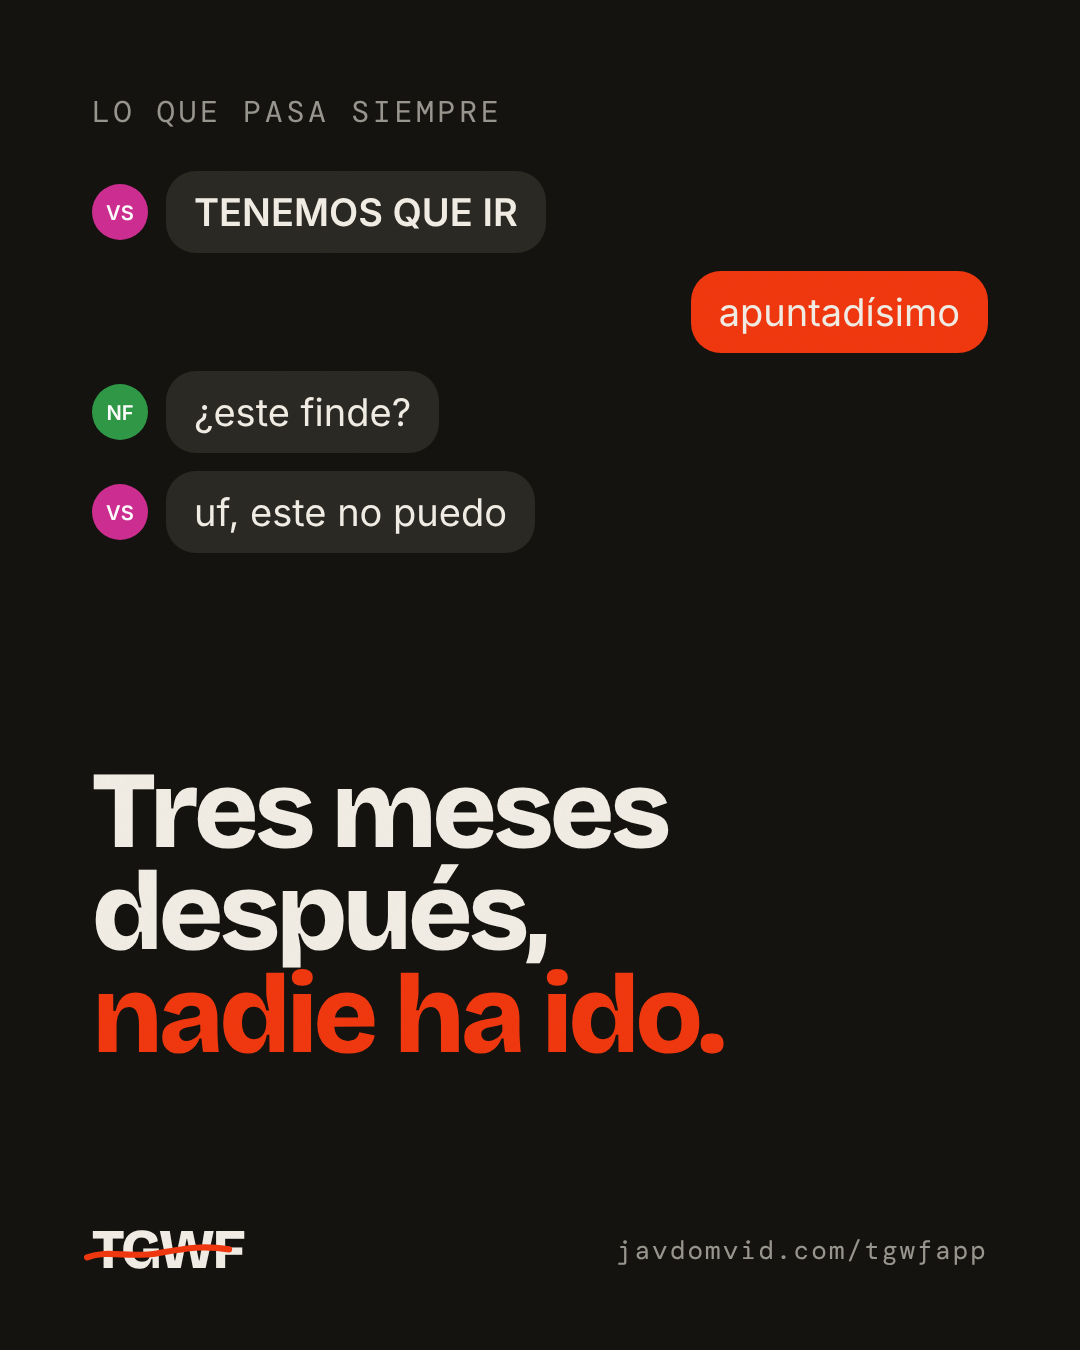 LO QUE PASA SIEMPRE
VS
TENEMOS QUE IR
apuntadísimo
NF
¿este finde?
VS
uf, este no puedo
Tres meses
después,
nadie ha ido.
TGWF
javdomvid.com/tgwfapp